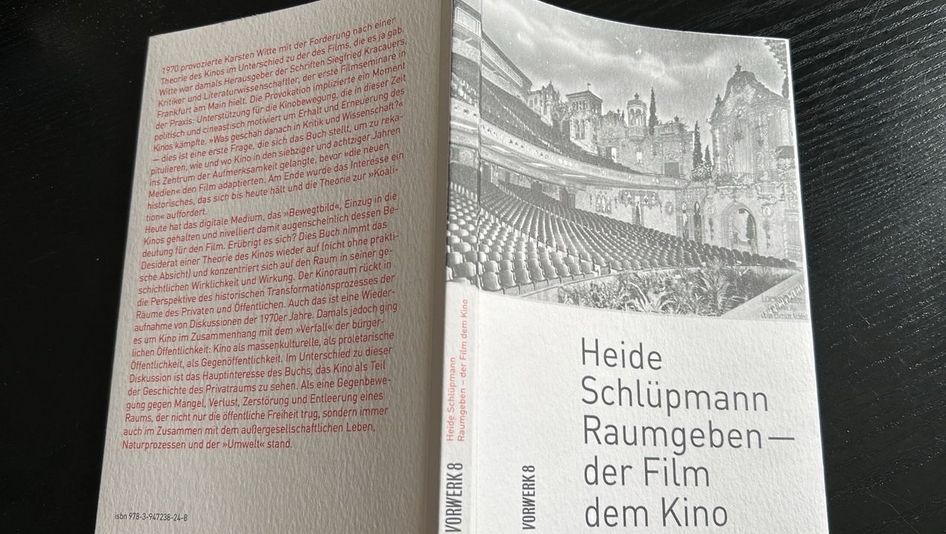 1970 provozierte Karsten Witte mit der Forderung nach einer
Theorie des Kinos im Unterschied zu der des Films, die es ja gab.
Witte war damals Herausgeber der Schriften Siegfried Kracauers,
Kritiker und Literaturwissenschaftler, der erste Filmseminare in
Frankfurt am Main hielt. Die Provokation implizierte ein Moment
der Praxis: Unterstützung für die Kinobewegung, die in dieser Zeit
politisch und cineastisch motiviert um Erhalt und Erneuerung des
Kinos kämpfte. »Was geschah danach in Kritik und Wissenschaft?«
— dies ist eine erste Frage, die sich das Buch stellt, um zu reka-
pitulieren, wie und wo Kino in den siebziger und achtziger Jahren
ins Zentrum der Aufmerksamkeit gelangte, bevor »die neuen
Medien« den Film adaptierten. Am Ende wurde das Interesse ein
historisches, das sich bis heute hält und die Theorie zur »Koali-
tion« auffordert.
Heute hat das digitale Medium, das »Bewegtbild«, Einzug in die
Kinos gehalten und nivelliert damit augenscheinlich dessen Be-
deutung für den Film. Erübrigt es sich? Dies Buch nimmt das
Desiderat einer Theorie des Kinos wieder auf (nicht ohne prakti-
sche Absicht) und konzentriert sich auf den Raum in seiner ge-
schichtlichen Wirklichkeit und Wirkung. Der Kinoraum rückt in
die Perspektive des historischen Transformationsprozesses der
Räume des Privaten und Öffentlichen. Auch das ist eine Wieder-
aufnahme von Diskussionen der 1970er Jahre. Damals jedoch ging
es um Kino im Zusammenhang mit dem »Verfall« der bürger-
lichen Öffentlichkeit: Kino als massenkulturelle, als proletarische
Öffentlichkeit, als Gegenöffentlichkeit. Im Unterschied zu dieser
Diskussion ist das Hauptinteresse des Buchs, das Kino als Teil
der Geschichte des Privatraums zu sehen. Als eine Gegenbewe-
gung gegen Mangel, Verlust, Zerstörung und Entleerung eines
Raums, der nicht nur die öffentliche Freiheit trug, sondern immer
auch im Zusammen mit dem außergesellschaftlichen Leben,
Naturprozessen und der »Umwelt« stand.
isbn 978-3-947238-24-8
Heide Schlüpmann
Raumgeben — der Film dem Kino
VORWERK 8
VORWERK 8
Heide
Schlüpmann
Raumgeben —
der Film
dem Kino